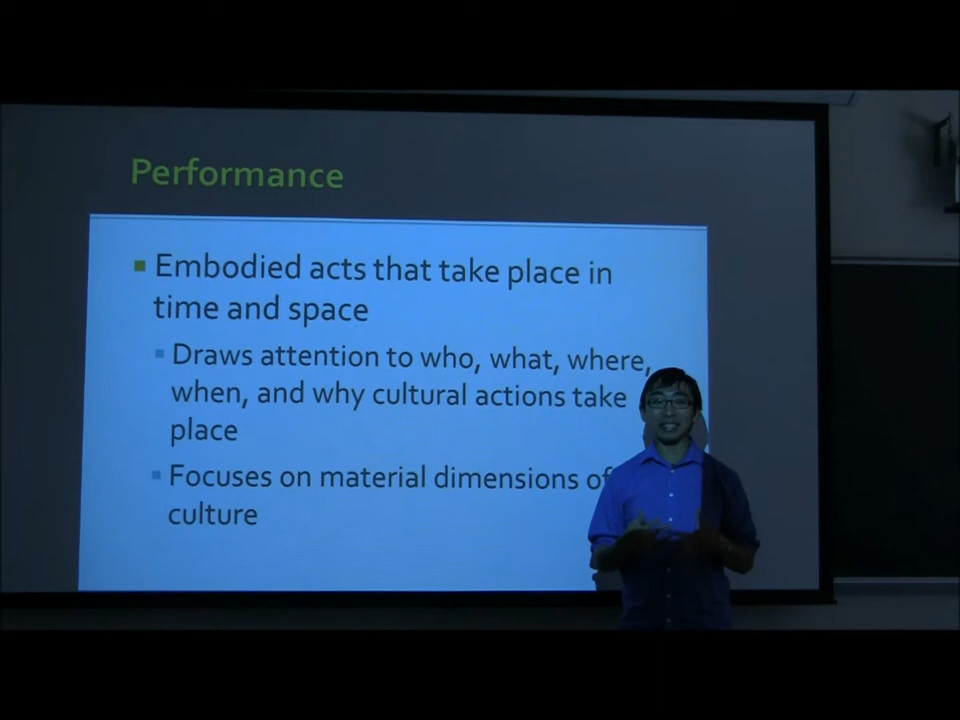 Performance
Embodied acts that take place in
time and space
Draws attention to who, what, where,
when, and why cultural actions take
place
Focuses on material dimensions of
culture